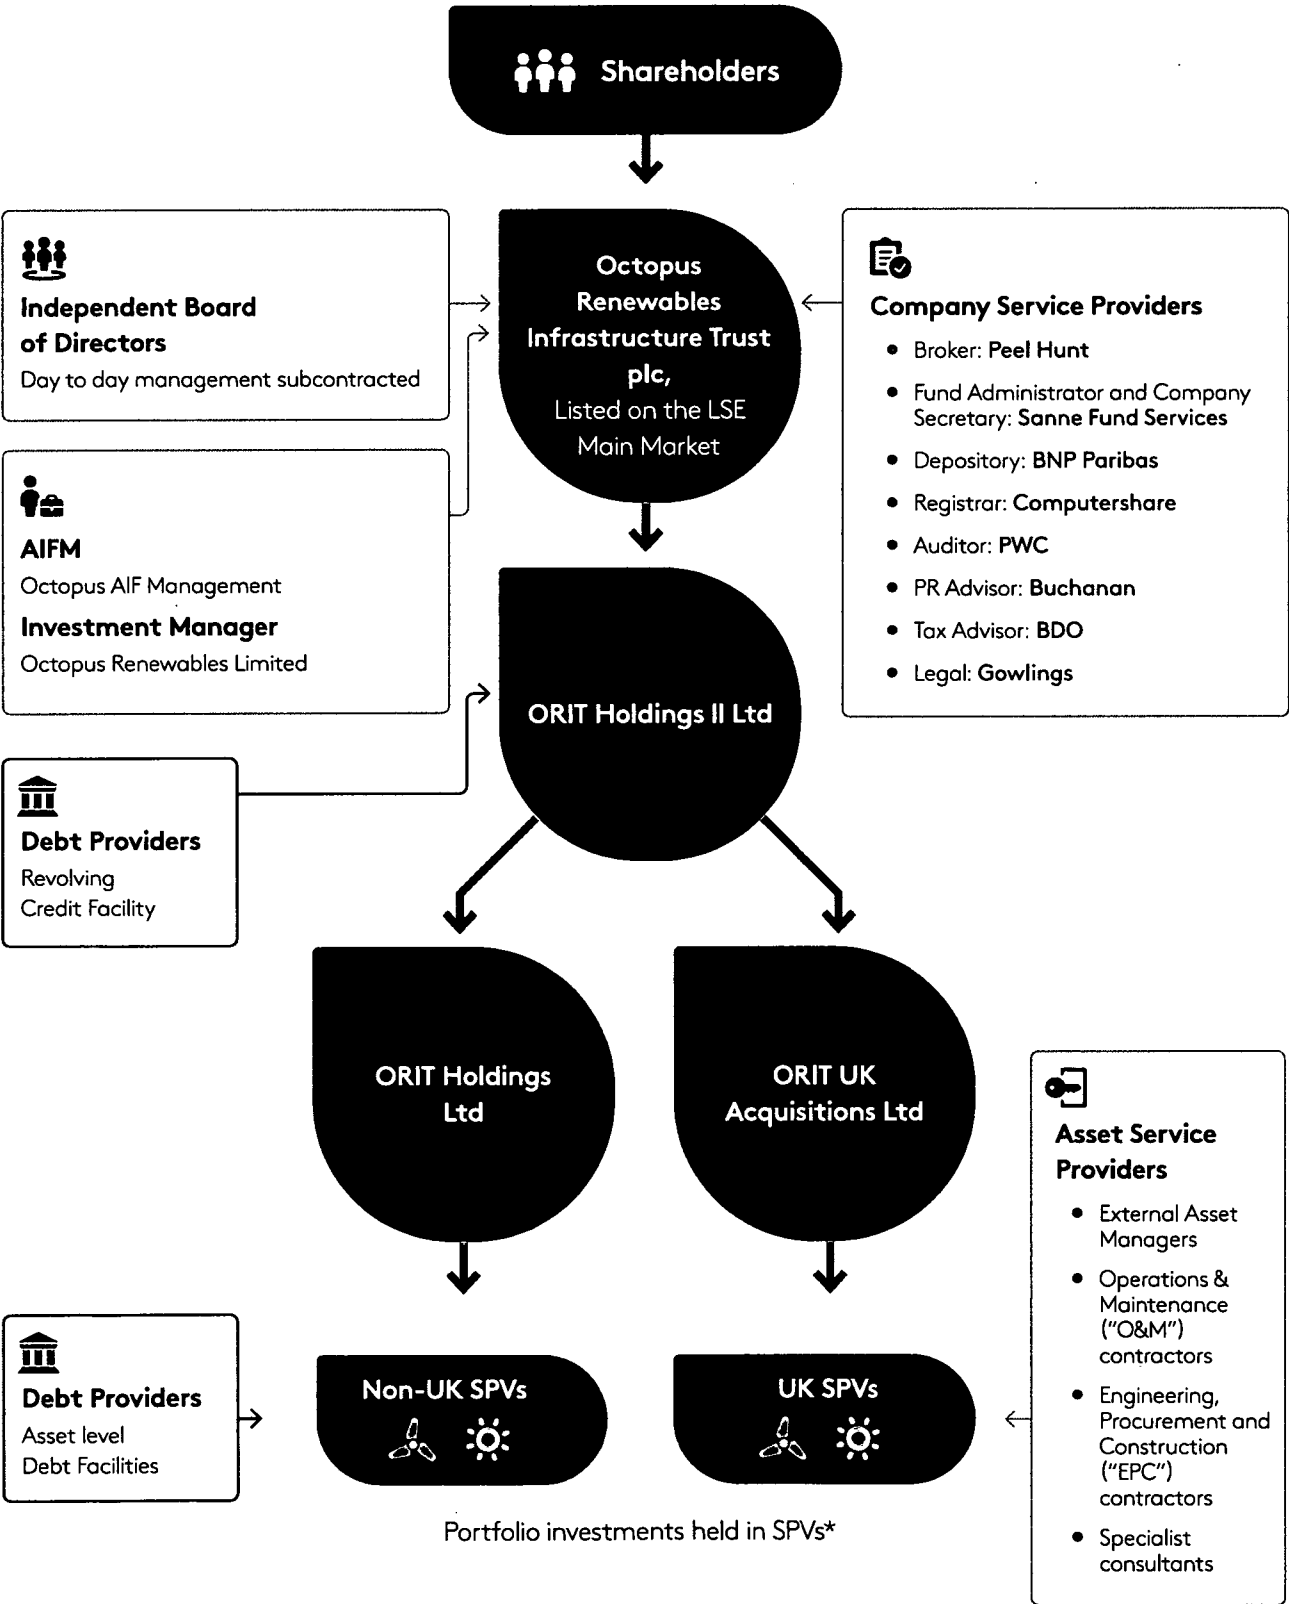 Shareholders
Independent Board
of Directors
Day to day management subcontracted
Octopus
Renewables
Infrastructure Trust
plc,
Listed on the LSE
Main Market
Company Service Providers
• Broker: Peel Hunt
• Fund Administrator and Company
Secretary: Sanne Fund Services
• Depository: BNP Paribas
• Registrar: Computershare
• Auditor: PWC
• PR Advisor: Buchanan
• Tax Advisor: BDO
• Legal: Gowlings
AIFM
Octopus AIF Management
Investment Manager
Octopus Renewables Limited
ORIT Holdings II Ltd
Debt Providers
Revolving
Credit Facility
ORIT Holdings
Ltd
ORIT UK
Acquisitions Ltd
Asset Service
Providers
• External Asset
Managers
• Operations &
Maintenance
("O&M")
contractors
• Engineering,
Procurement and
Construction
("EPC")
contractors
• Specialist
consultants
Debt Providers
Asset level
Debt Facilities
Non-UK SPVs
UK SPVs
Portfolio investments held in SPVs*